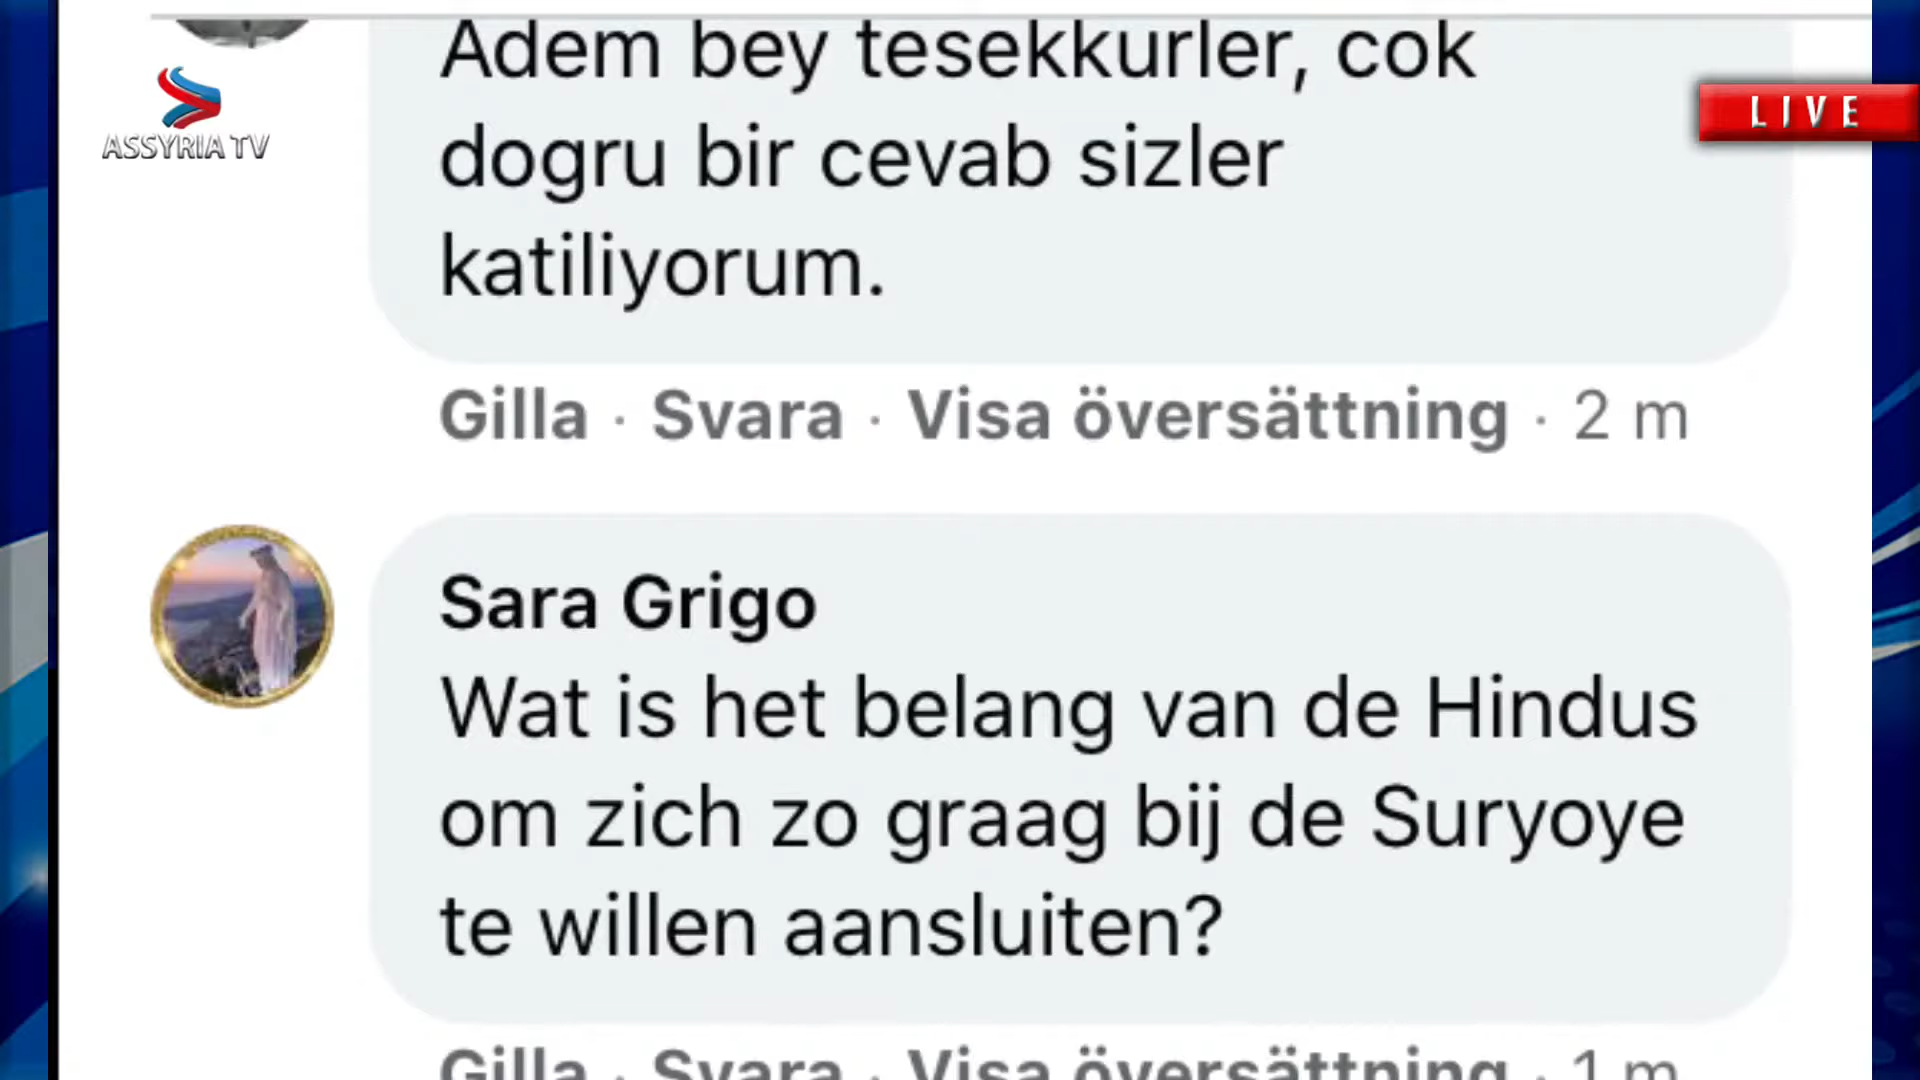 Adem bey tesekkurler, cok
dogru bir cevab sizler
katiliyorum.
ASSYRIA TV
LIVE
Gilla · Svara · Visa översättning · 2 m
Sara Grigo
Wat is het belang van de Hindus
om zich zo graag bij de Suryoye
te willen aansluiten?
Gilla · Svara · Visa översättning · 1 m